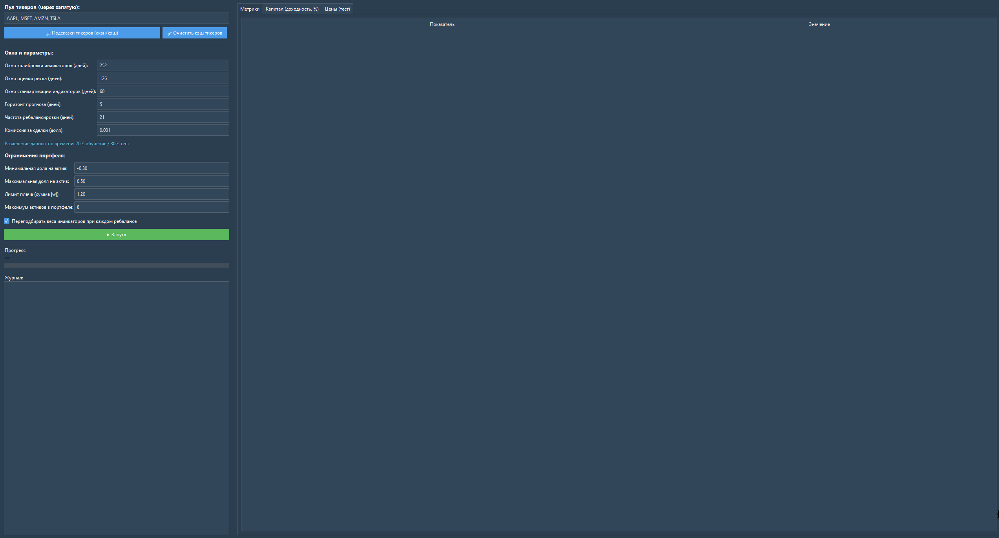 Пул тикеров (через запятую):
AAPL, MSFT, AMZN, TSLA
Подсказки тикеров (скан/кэш)
Очистить кэш тикеров
Окна и параметры:
Окно калибровки индикаторов (дней): 252
Окно оценки риска (дней): 126
Окно стандартизации индикаторов (дней): 60
Горизонт прогноза (дней): 5
Частота ребалансировки (дней): 21
Комиссия за сделки (доля): 0.001
Разделение данных по времени: 70% обучение / 30% тест
Ограничения портфеля:
Минимальная доля на актив: -0.30
Максимальная доля на актив: 0.50
Лимит плеча (сумма |w|): 1.20
Максимум активов в портфеле: 8
Переподбирать веса индикаторов при каждом ребалансе
► Запуск
Прогресс:
—
Журнал:
Метрики
Капитал (доходность, %)
Цены (тест)
Показатель
Значение